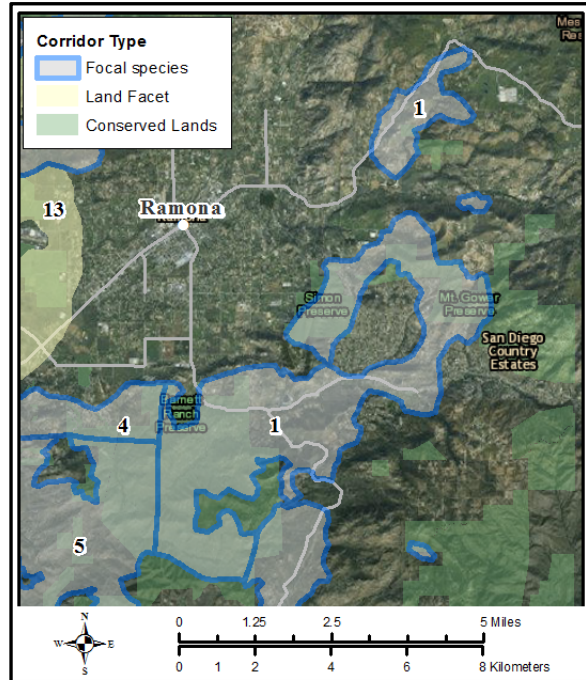 Mes
Res
Corridor Type
Focal species
Land Facet
Conserved Lands
1
13
Ramona
Simon
Preserve
Mt. Gower
Preserve
San Diego
Country
Estates
Barnett
Ranch
Preserve
4
1
5
N
W E
S
0 1.25 2.5 5 Miles
0 1 2 4 6 8 Kilometers